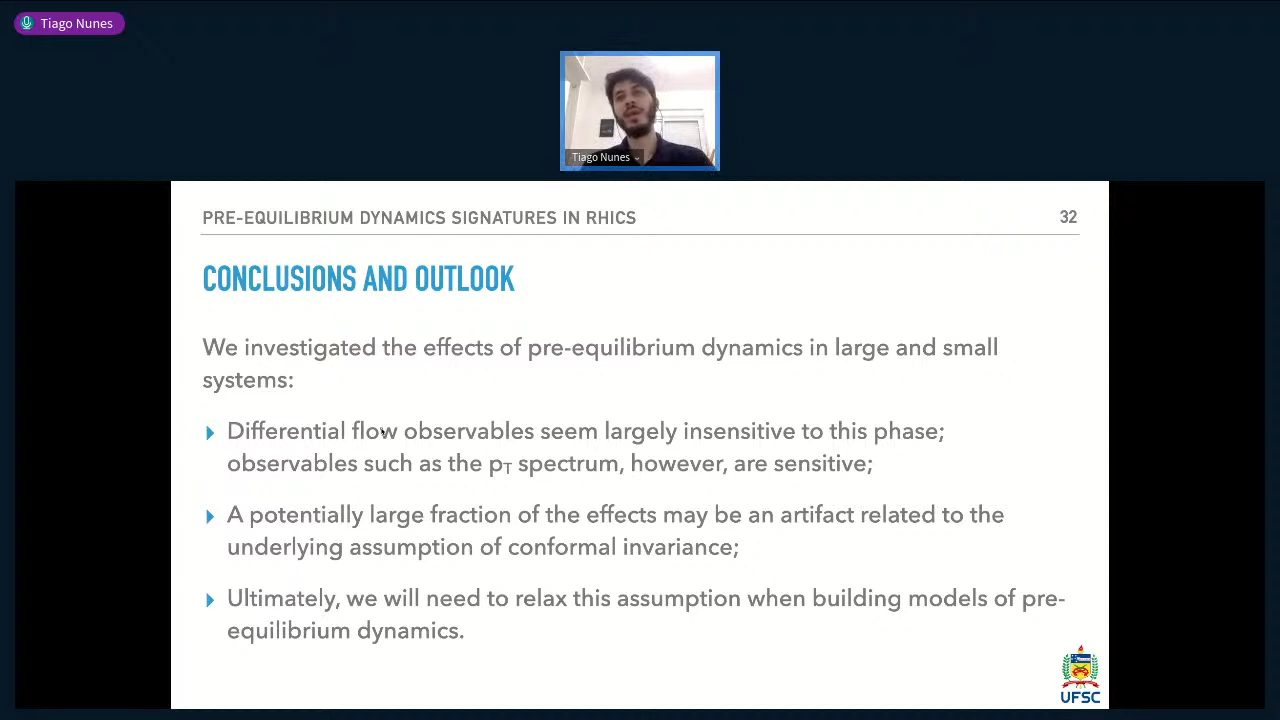 Tiago Nunes
Tiago Nunes
PRE-EQUILIBRIUM DYNAMICS SIGNATURES IN RHICS
32
CONCLUSIONS AND OUTLOOK
We investigated the effects of pre-equilibrium dynamics in large and small
systems:
Differential flow observables seem largely insensitive to this phase;
observables such as the pT spectrum, however, are sensitive;
A potentially large fraction of the effects may be an artifact related to the
underlying assumption of conformal invariance;
Ultimately, we will need to relax this assumption when building models of pre-
equilibrium dynamics.
UFSC